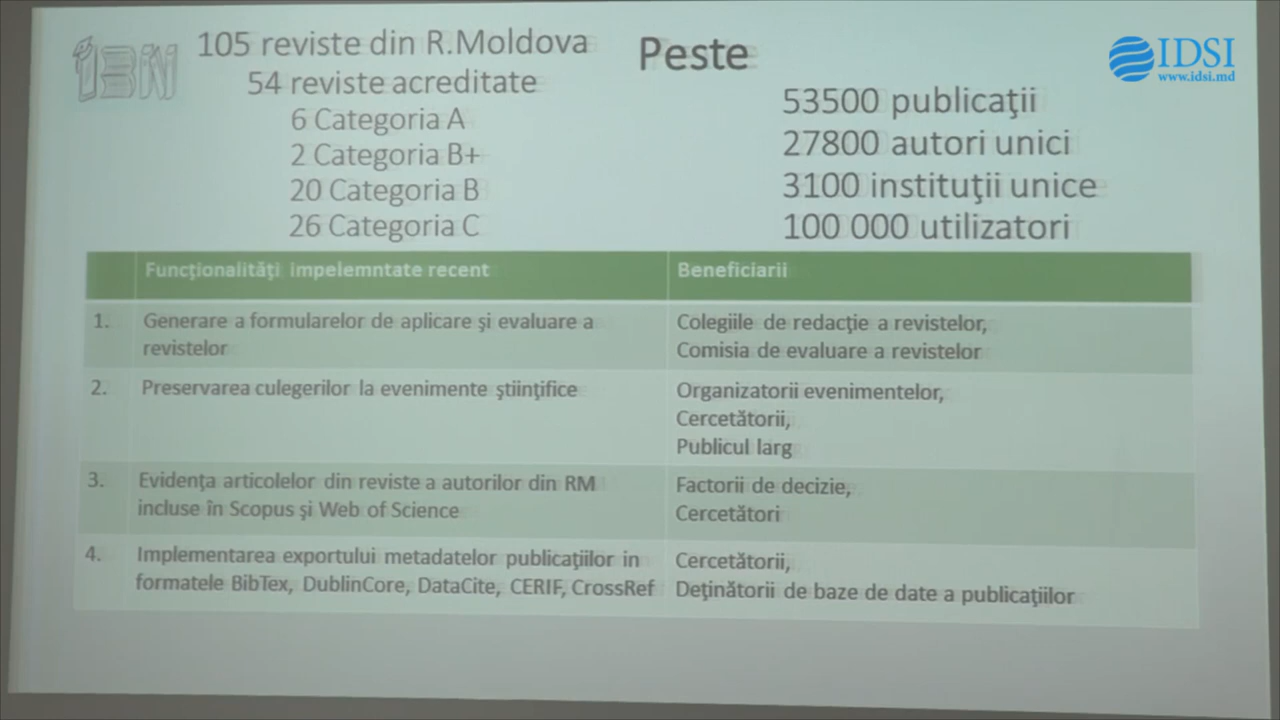 IBN
105 reviste din R.Moldova
54 reviste acreditate
6 Categoria A
2 Categoria B+
20 Categoria B
26 Categoria C
Peste
53500 publicaţii
27800 autori unici
3100 instituţii unice
100 000 utilizatori
IDSI
www.idsi.md
Funcţionalităţi impelemntate recent
Beneficiarii
1. Generare a formularelor de aplicare şi evaluare a
revistelor
Colegiile de redacţie a revistelor,
Comisia de evaluare a revistelor
2. Preservarea culegerilor la evenimente ştiinţifice
Organizatorii evenimentelor,
Cercetătorii,
Publicul larg
3. Evidenţa articolelor din reviste a autorilor din RM
incluse în Scopus şi Web of Science
Factorii de decizie,
Cercetători
4. Implementarea exportului metadatelor publicaţiilor in
formatele BibTex, DublinCore, DataCite, CERIF, CrossRef
Cercetătorii,
Deţinătorii de baze de date a publicaţiilor